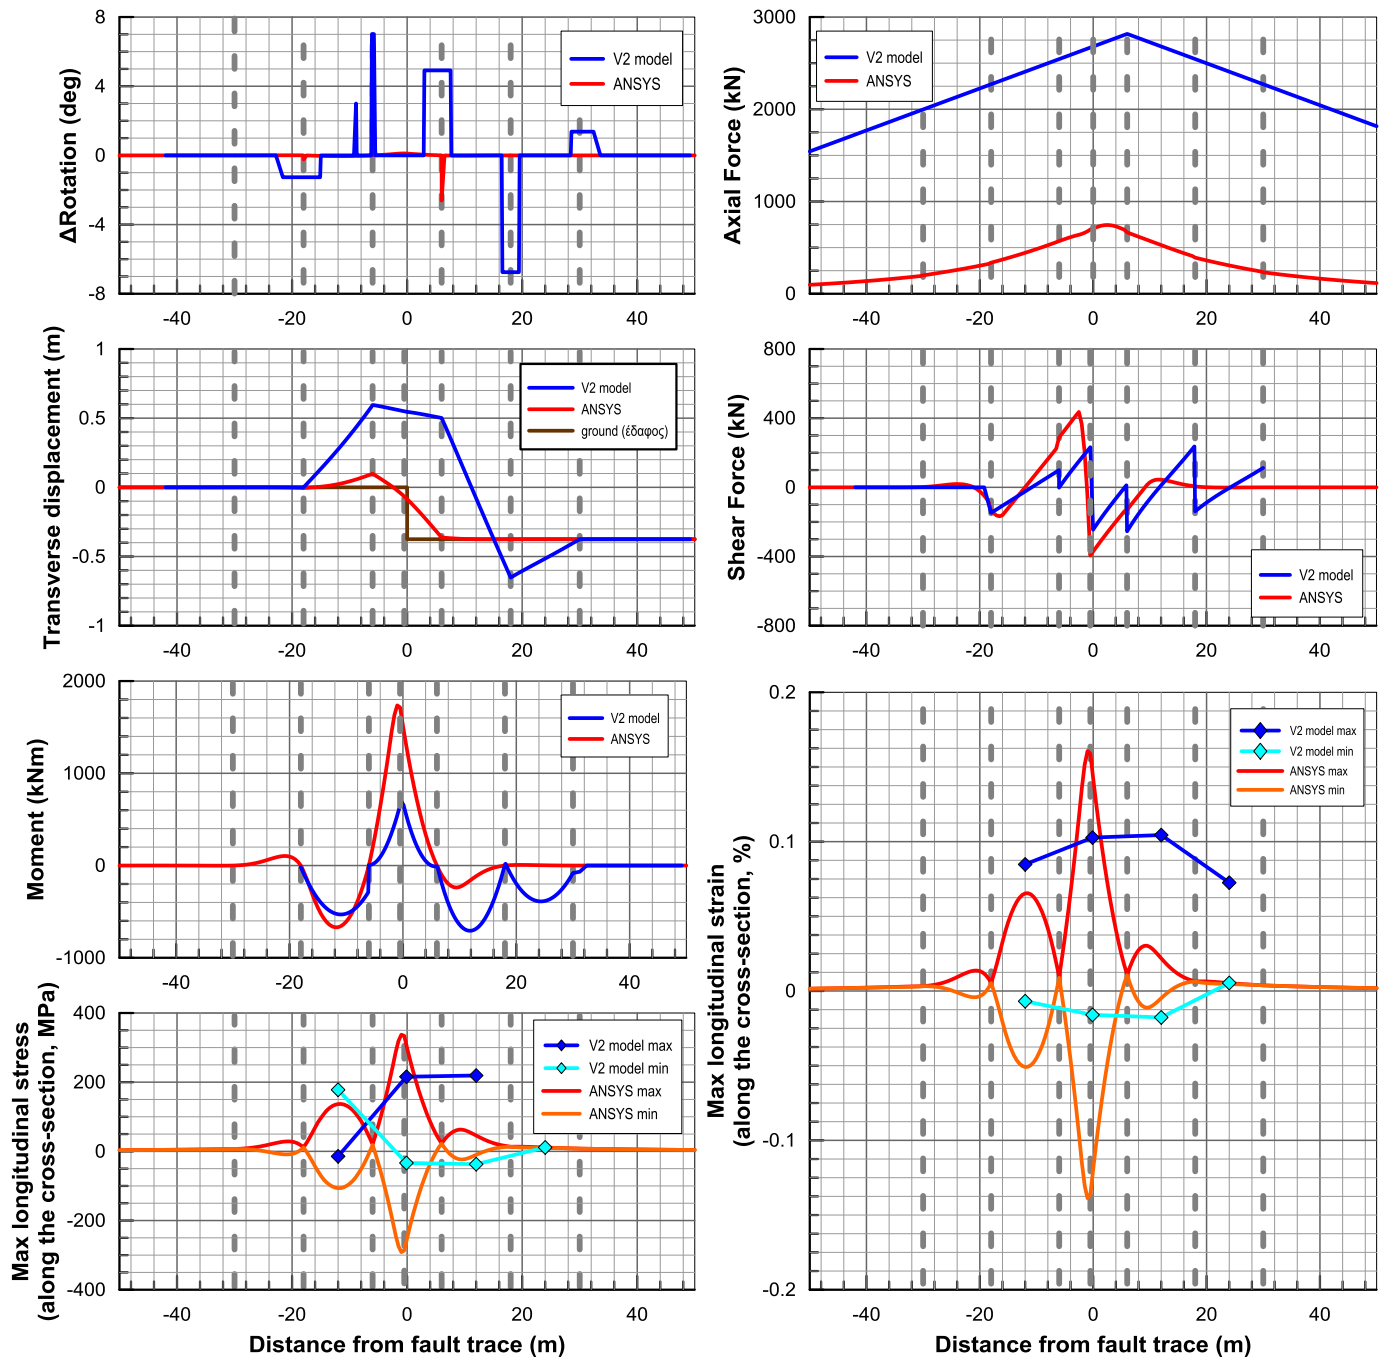 ΔRotation (deg)
8
4
0
-4
-8
V2 model
ANSYS
-40
-20
0
20
40
Axial Force (kN)
3000
2000
1000
0
V2 model
ANSYS
-40
-20
0
20
40
Transverse displacement (m)
1
0.5
0
-0.5
-1
V2 model
ANSYS
ground (έδαφος)
-40
-20
0
20
40
Shear Force (kN)
800
400
0
-400
-800
V2 model
ANSYS
-40
-20
0
20
40
Moment (kNm)
2000
1000
0
-1000
V2 model
ANSYS
-40
-20
0
20
40
Max longitudinal stress
(along the cross-section, MPa)
400
200
0
-200
-400
V2 model max
V2 model min
ANSYS max
ANSYS min
-40
-20
0
20
40
Distance from fault trace (m)
Max longitudinal strain
(along the cross-section, %)
0.2
0.1
0
-0.1
-0.2
V2 model max
V2 model min
ANSYS max
ANSYS min
-40
-20
0
20
40
Distance from fault trace (m)